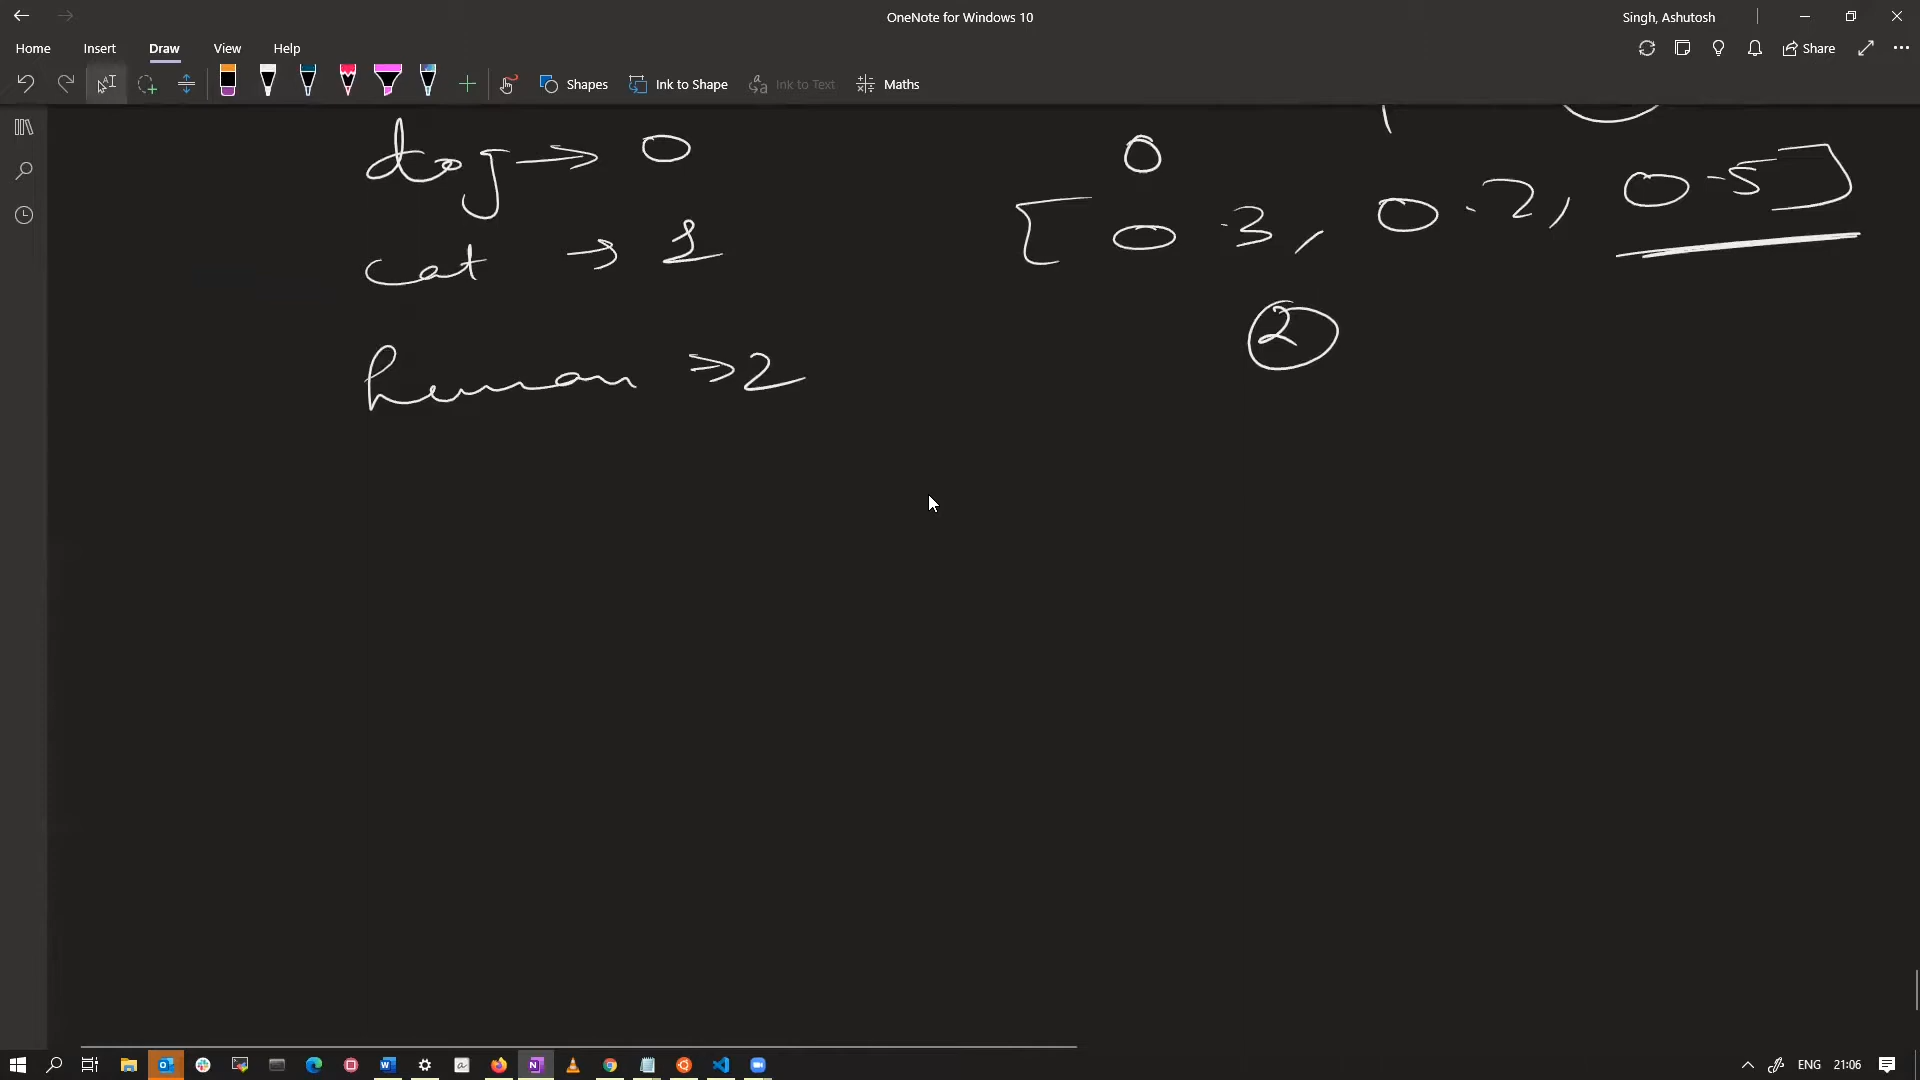 OneNote for Windows 10
Singh, Ashutosh
Home Insert Draw View Help
Share
Shapes Ink to Shape Ink to Text Maths
dog → 0
cat → 1
human → 2
0
[0.3, 0.2, 0.5]
2
ENG 21:06